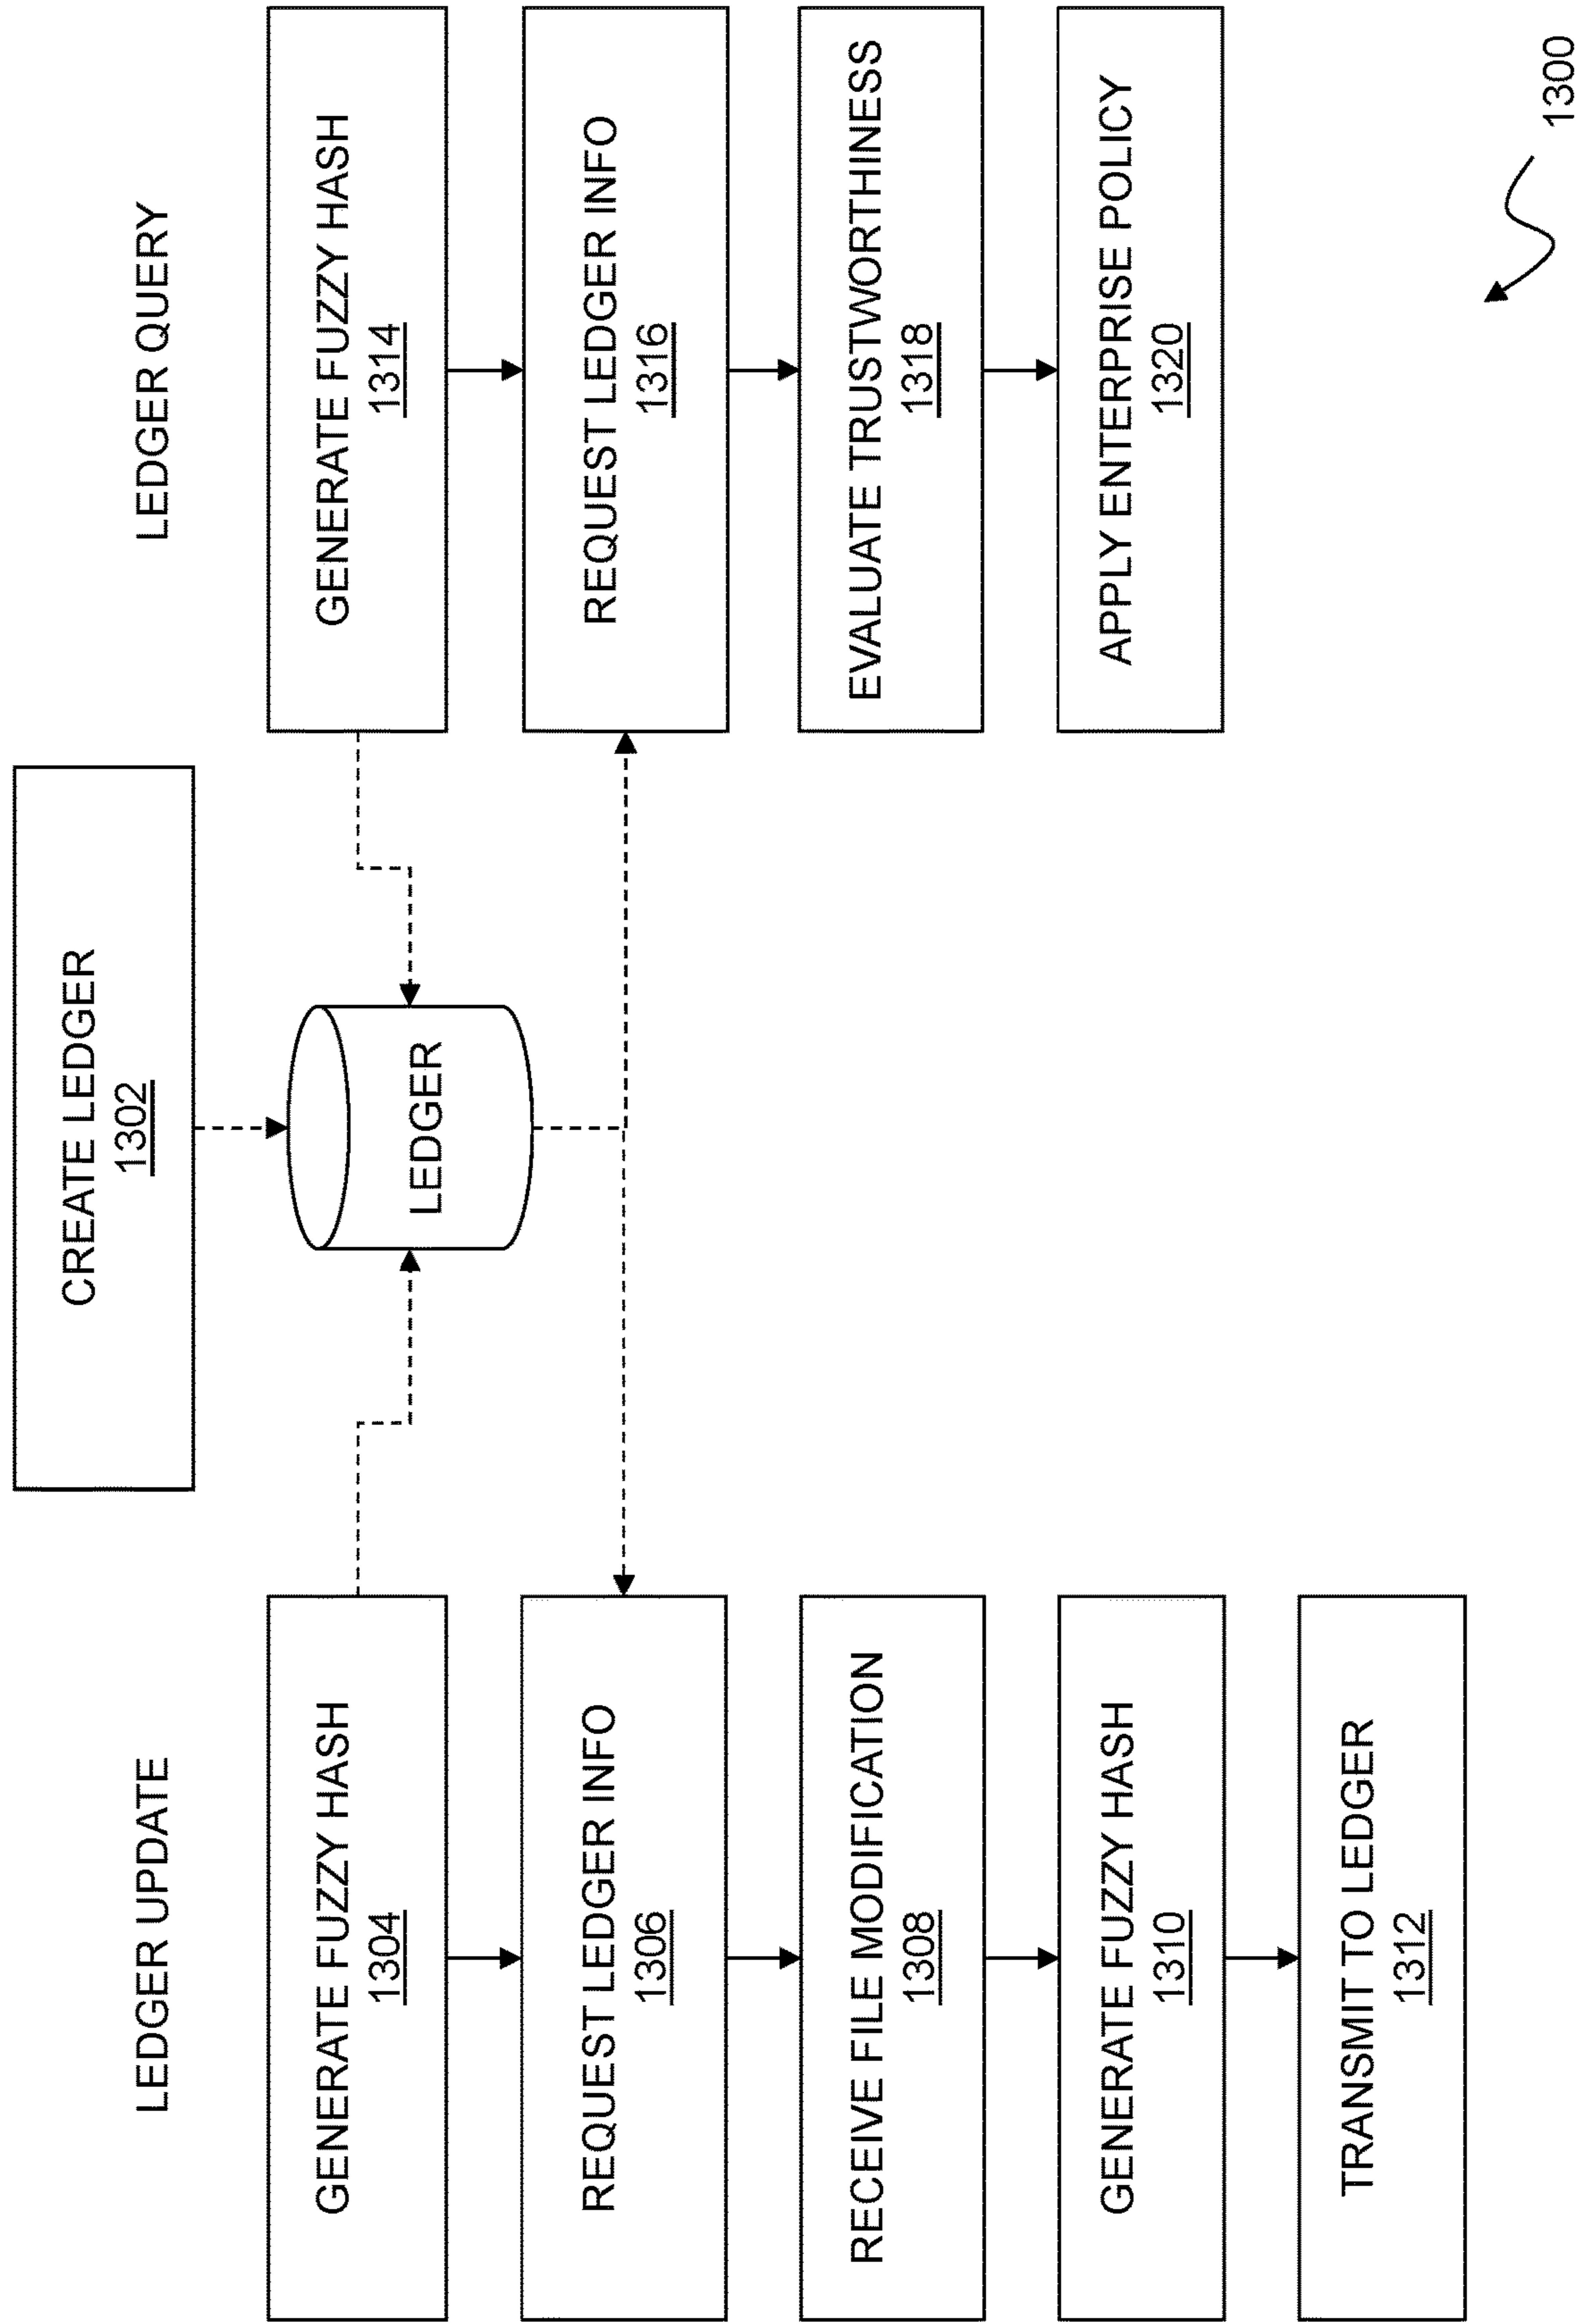 CREATE LEDGER
1302
LEDGER UPDATE
LEDGER QUERY
LEDGER
GENERATE FUZZY HASH
1304
REQUEST LEDGER INFO
1306
RECEIVE FILE MODIFICATION
1308
GENERATE FUZZY HASH
1310
TRANSMIT TO LEDGER
1312
GENERATE FUZZY HASH
1314
REQUEST LEDGER INFO
1316
EVALUATE TRUSTWORTHINESS
1318
APPLY ENTERPRISE POLICY
1320
1300